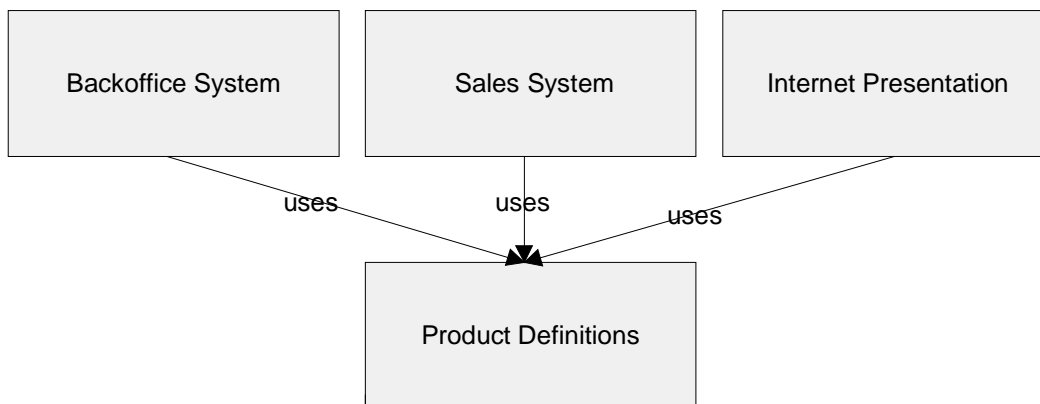 Backoffice System
Sales System
Internet Presentation
uses
uses
uses
Product Definitions